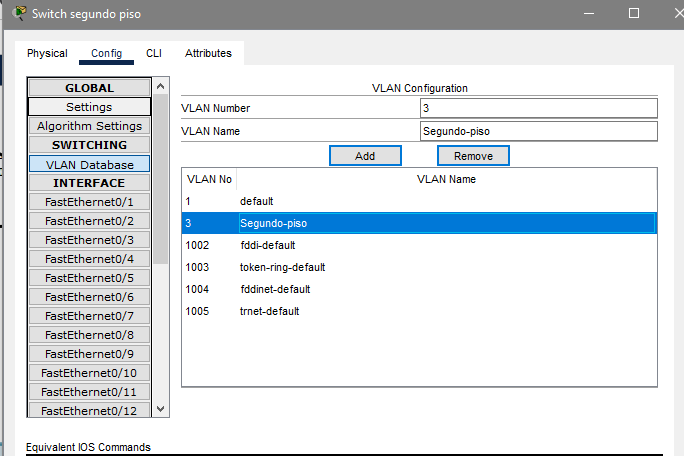 Switch segundo piso
Physical Config CLI Attributes
GLOBAL
Settings
Algorithm Settings
SWITCHING
VLAN Database
INTERFACE
FastEthernet0/1
FastEthernet0/2
FastEthernet0/3
FastEthernet0/4
FastEthernet0/5
FastEthernet0/6
FastEthernet0/7
FastEthernet0/8
FastEthernet0/9
FastEthernet0/10
FastEthernet0/11
FastEthernet0/12
VLAN Configuration
VLAN Number 3
VLAN Name Segundo-piso
Add Remove
VLAN No VLAN Name
1 default
3 Segundo-piso
1002 fddi-default
1003 token-ring-default
1004 fddinet-default
1005 trnet-default
Equivalent IOS Commands